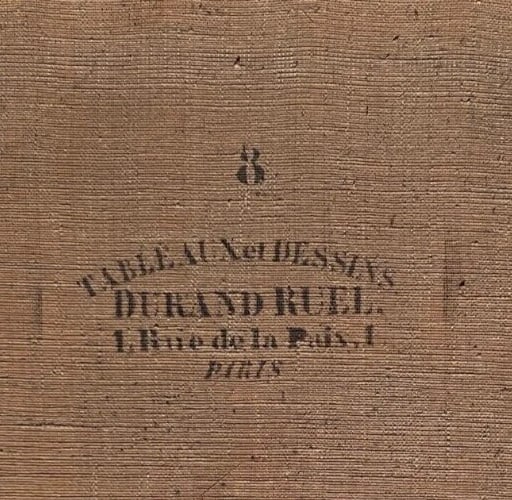 8
TABLEAUX et DESSINS
DURAND RUEL.
1, Rue de la Paix, 1.
PARIS